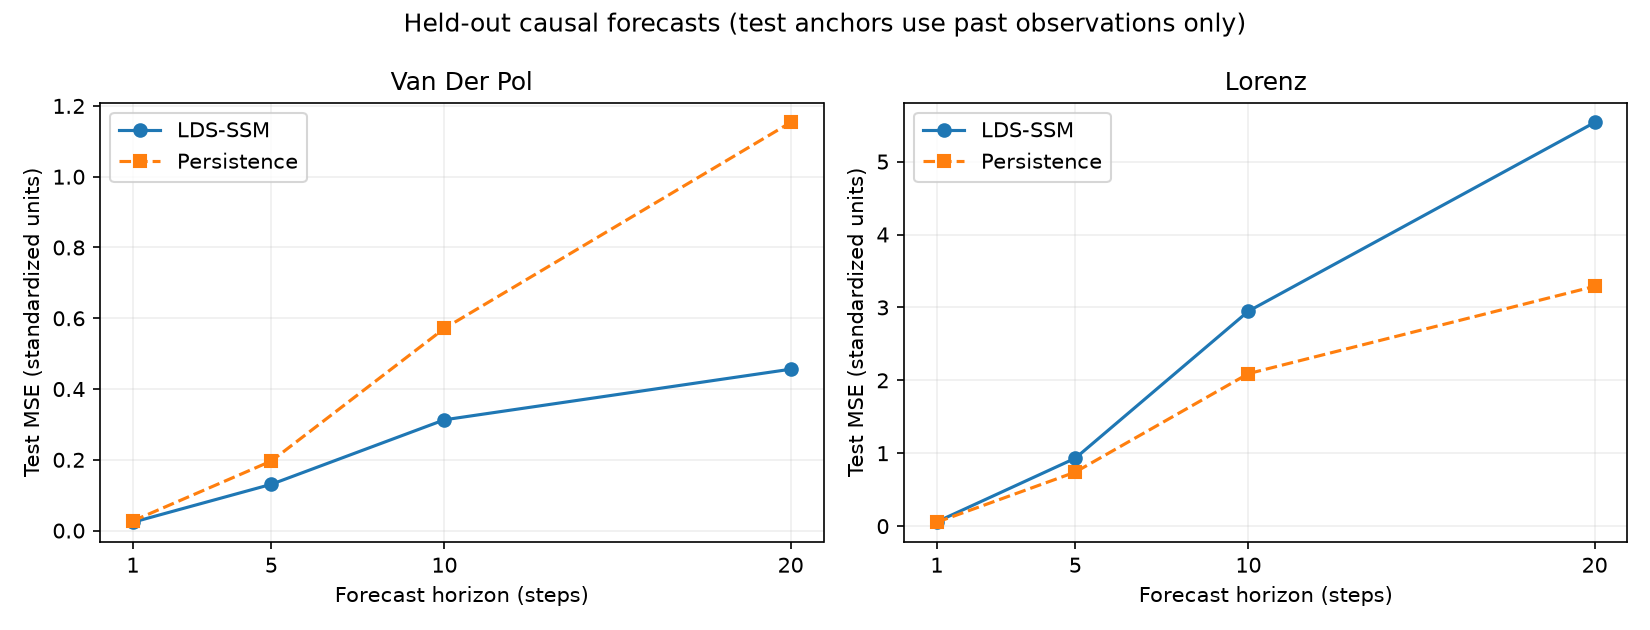 Held-out causal forecasts (test anchors use past observations only)
Van Der Pol
LDS-SSM
Persistence
Test MSE (standardized units)
1.2
1.0
0.8
0.6
0.4
0.2
0.0
1 5 10 20
Forecast horizon (steps)
Lorenz
LDS-SSM
Persistence
Test MSE (standardized units)
5
4
3
2
1
0
1 5 10 20
Forecast horizon (steps)